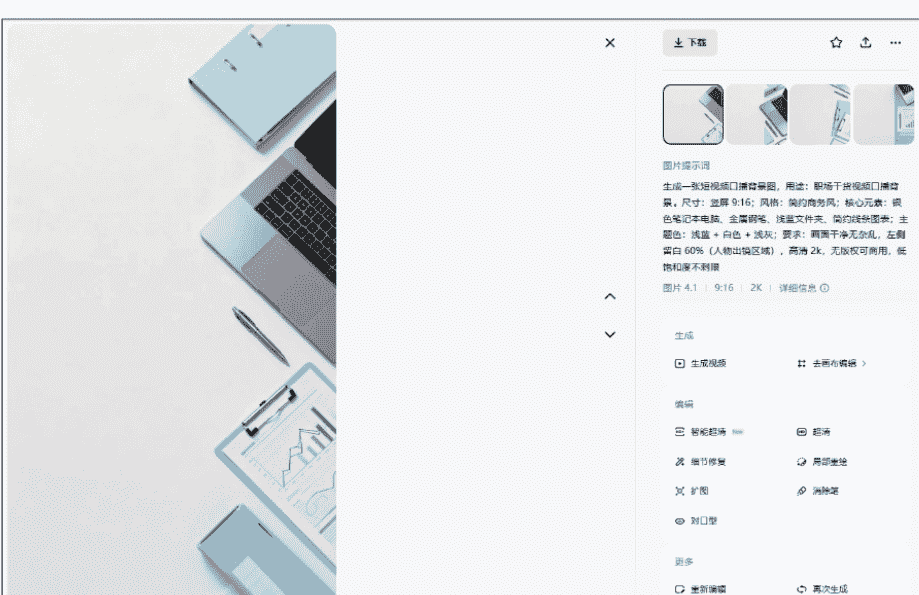 下载
图片提示词
生成一张短视频口播背景图，用途：职场干货视频口播背
景，尺寸：竖屏 9:16；风格：简约商务风；核心元素：银
色笔记本电脑、金属钢笔、浅蓝文件夹、简约线条图表；主
题色：浅蓝 + 白色 + 浅灰；要求：画面干净无杂乱，左侧
留白 60%（人物出镜区域），高清 2k，无版权可商用，低
饱和度不刺眼
图片 4.1 | 9:16 | 2K | 详细信息
生成
生成视频 去画布编辑
编辑
智能超清 New 超清
细节修复 局部重绘
扩图 消除笔
对口型
更多
重新编辑 再次生成